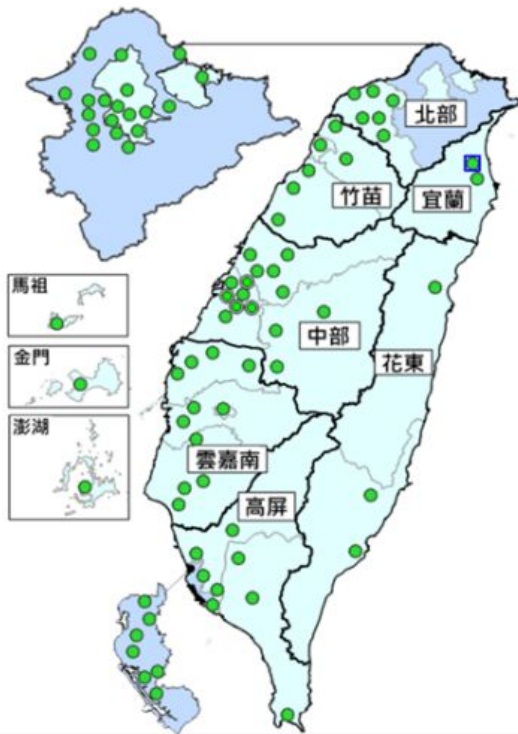 北部
竹苗
宜蘭
馬祖
中部
金門
花東
澎湖
雲嘉南
高屏